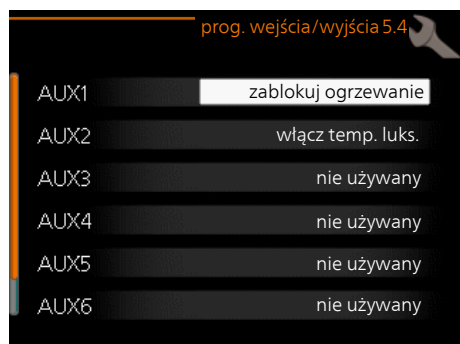 prog. wejścia/wyjścia 5.4
AUX1 zablokuj ogrzewanie
AUX2 włącz temp. luks.
AUX3 nie używany
AUX4 nie używany
AUX5 nie używany
AUX6 nie używany